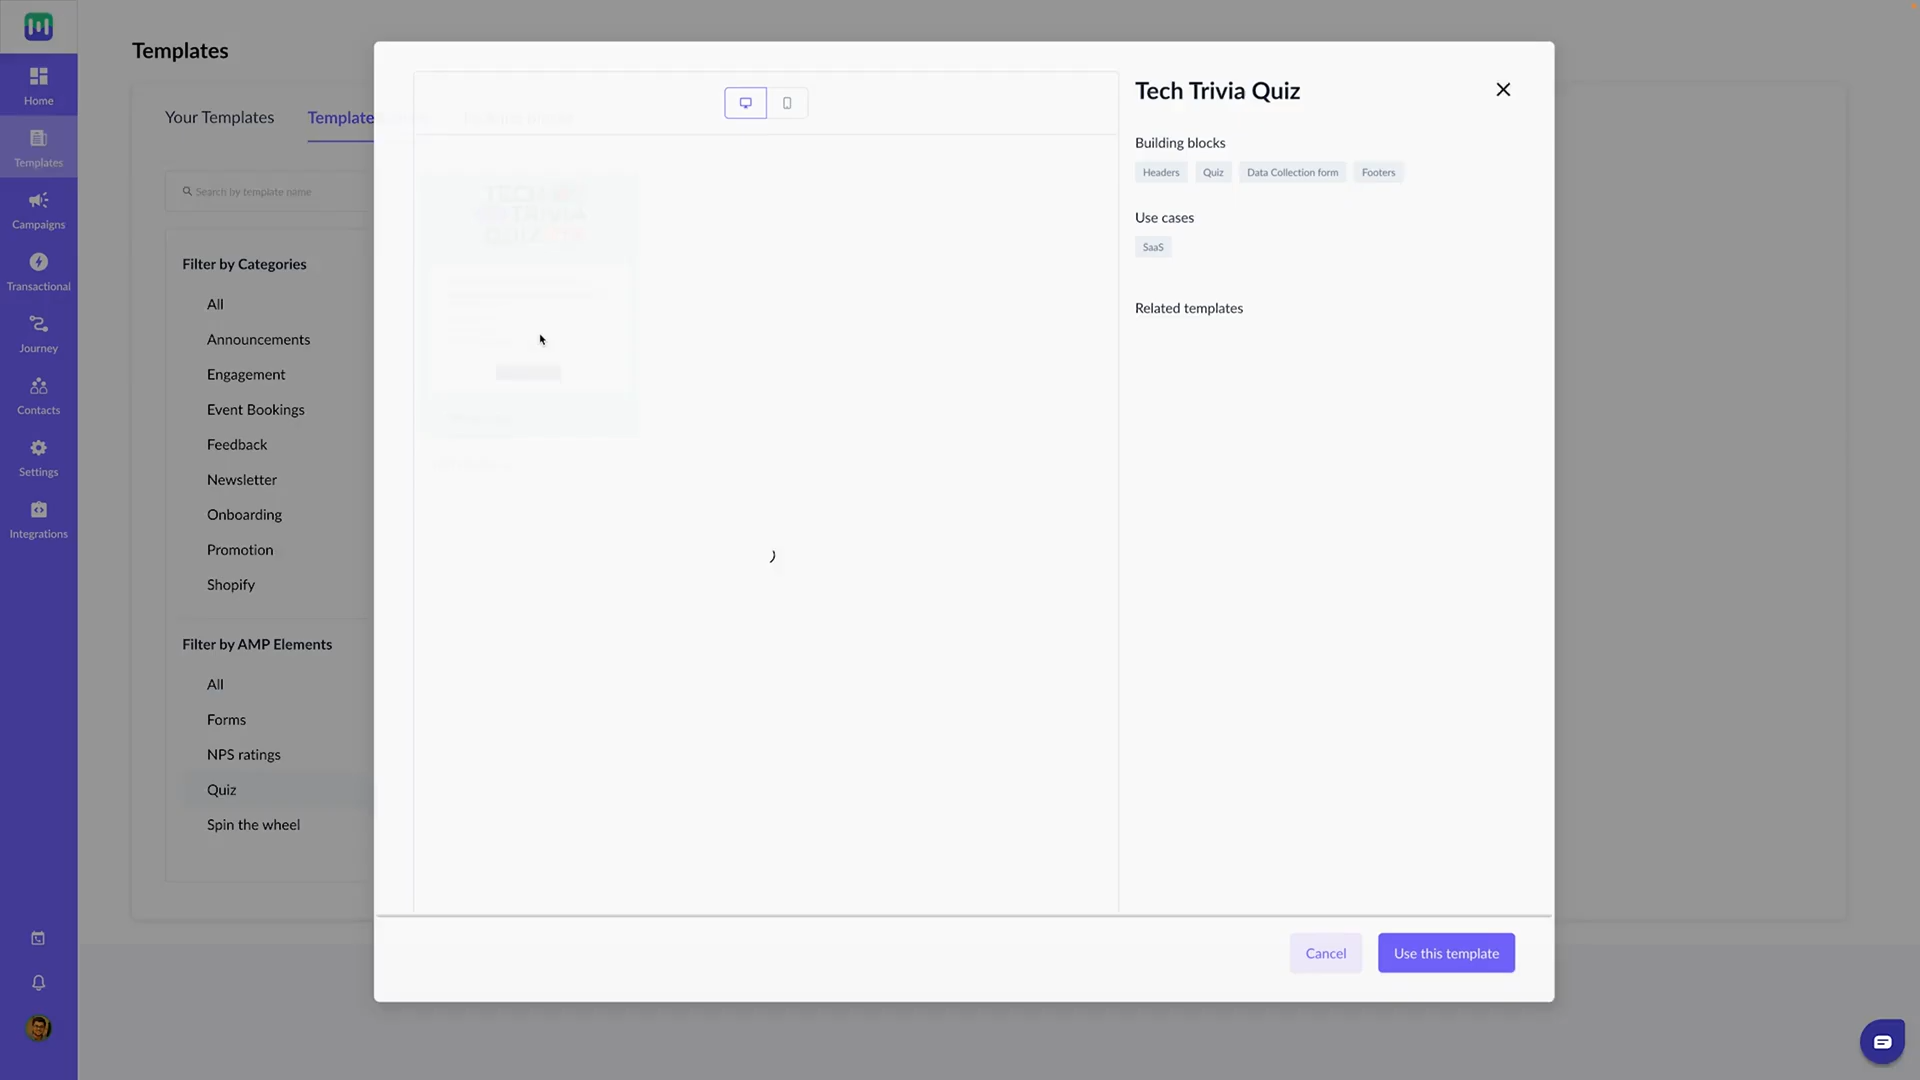 Templates
Your Templates
Template
Search by template name
Home
Templates
Campaigns
Transactional
Journey
Contacts
Settings
Integrations
Filter by Categories
All
Announcements
Engagement
Event Bookings
Feedback
Newsletter
Onboarding
Promotion
Shopify
Filter by AMP Elements
All
Forms
NPS ratings
Quiz
Spin the wheel
TECH
TRIVIA
QUIZ
Tech Trivia Quiz
Building blocks
Headers Quiz Data Collection form Footers
Use cases
SaaS
Related templates
Cancel Use this template